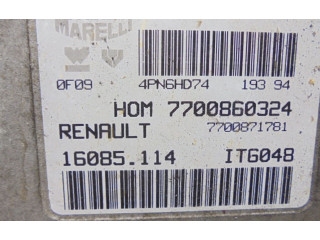 MARELLI
0F09 4PN6HD74 193 94
HOM 7700860324
RENAULT 7700871781
16085.114 IT6048